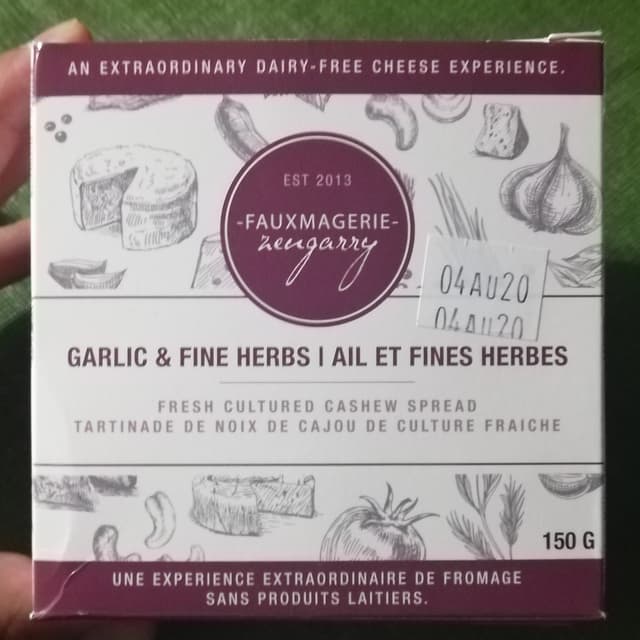 AN EXTRAORDINARY DAIRY-FREE CHEESE EXPERIENCE.
EST 2013
-FAUXMAGERIE-
zengarry
04AU20
04AU20
GARLIC & FINE HERBS | AIL ET FINES HERBES
FRESH CULTURED CASHEW SPREAD
TARTINADE DE NOIX DE CAJOU DE CULTURE FRAICHE
150 G
UNE EXPERIENCE EXTRAORDINAIRE DE FROMAGE
SANS PRODUITS LAITIERS.